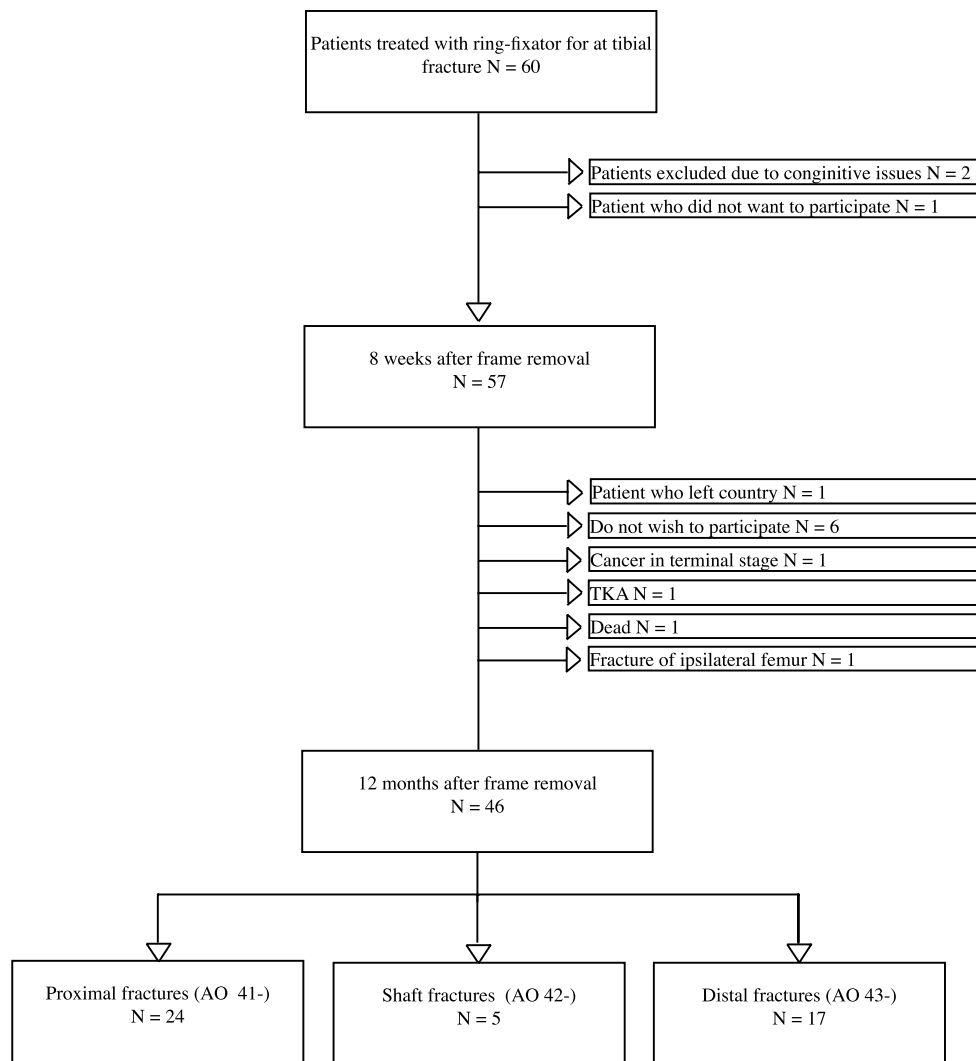 Patients treated with ring-fixator for at tibial
fracture N = 60
Patients excluded due to conginitive issues N = 2
Patient who did not want to participate N = 1
8 weeks after frame removal
N = 57
Patient who left country N = 1
Do not wish to participate N = 6
Cancer in terminal stage N = 1
TKA N = 1
Dead N = 1
Fracture of ipsilateral femur N = 1
12 months after frame removal
N = 46
Proximal fractures (AO 41-)
N = 24
Shaft fractures (AO 42-)
N = 5
Distal fractures (AO 43-)
N = 17